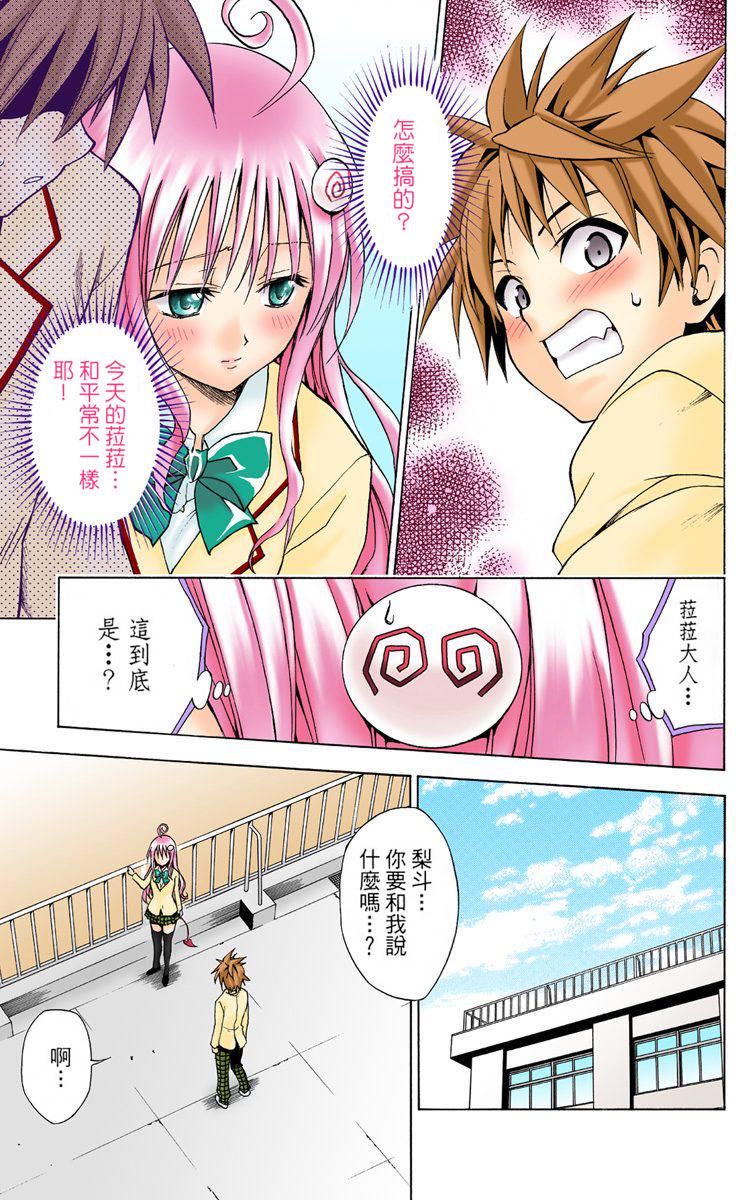 怎麼搞的？
今天的菈菈…
和平常不一樣
耶！
菈菈大人…
這到底
是…？
梨斗…
你要和我說
什麼嗎…？
啊…